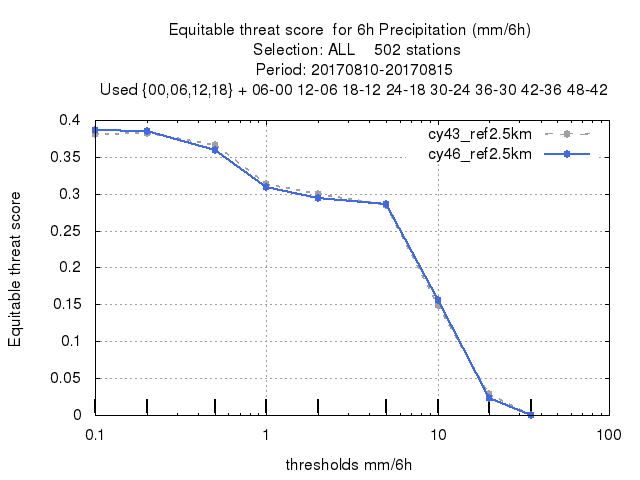 Equitable threat score  for 6h Precipitation (mm/6h)
Selection: ALL    502 stations
Period: 20170810-20170815
Used {00,06,12,18} + 06-00 12-06 18-12 24-18 30-24 36-30 42-36 48-42
0.4
cy43_ref2.5km
cy46_ref2.5km
0.35
0.3
0.25
0.2
0.15
0.1
0.05
0
Equitable threat score
0.1 1 10 100
thresholds mm/6h